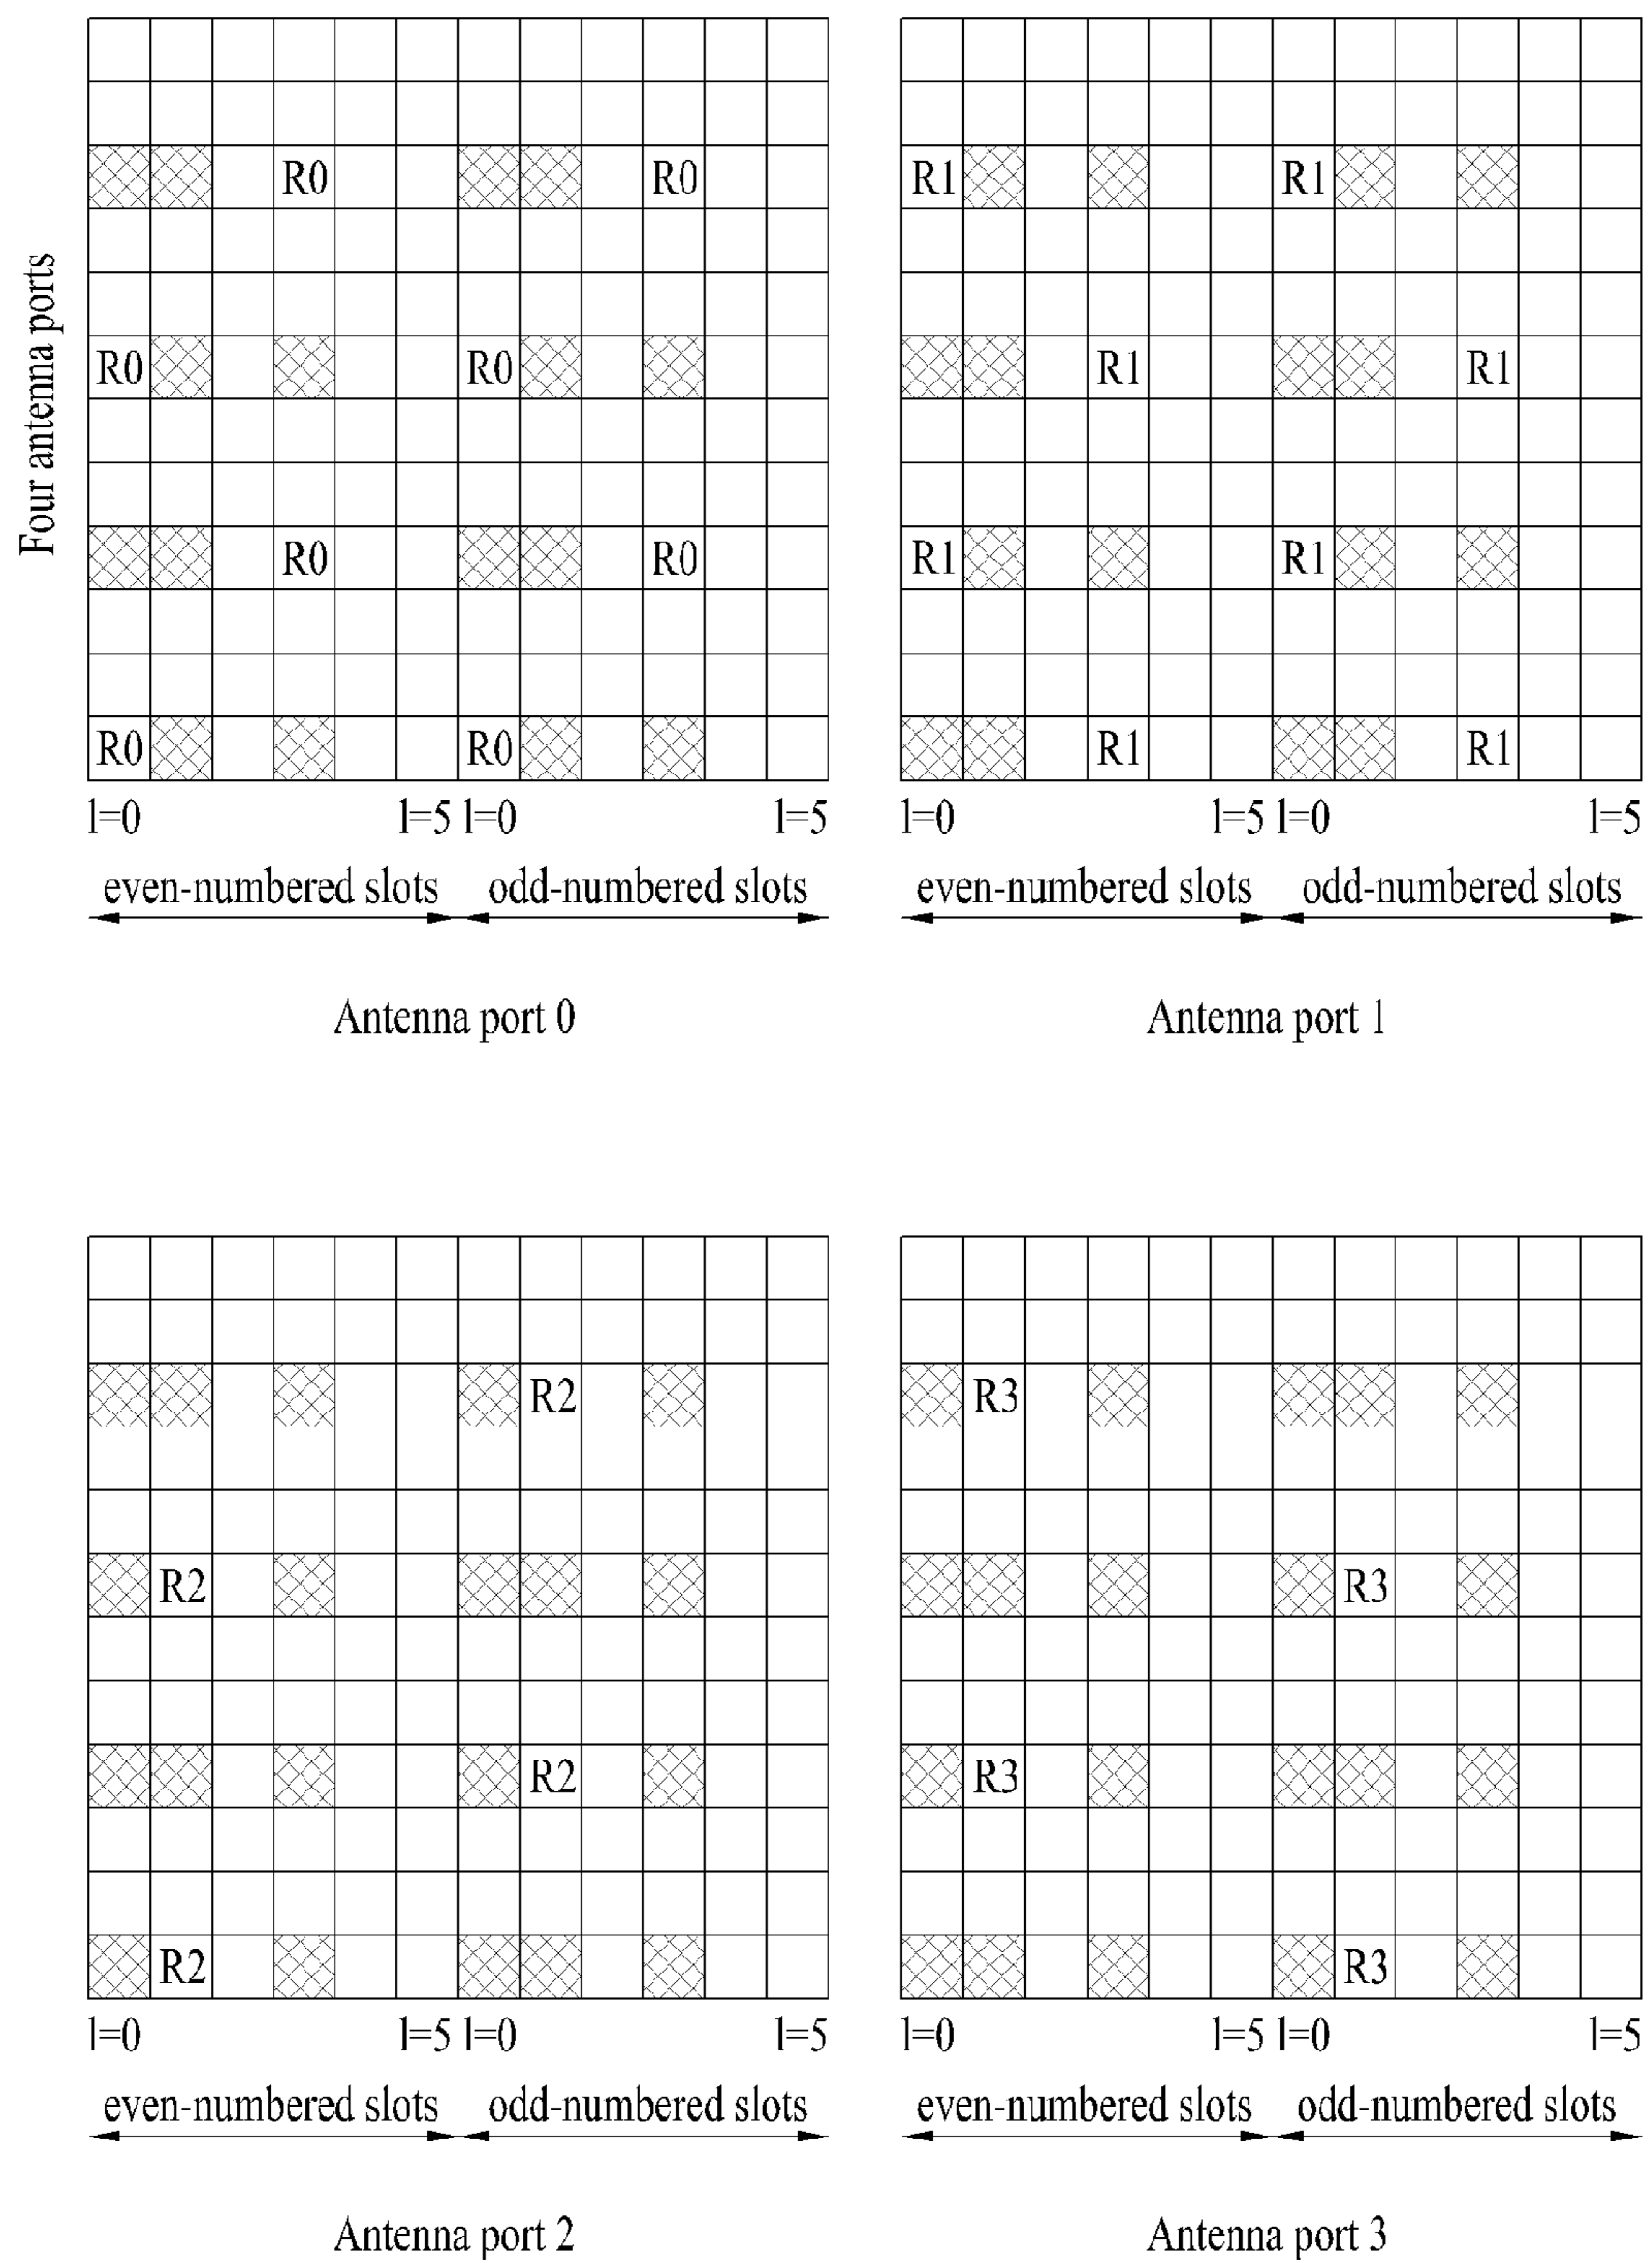 Four antenna ports
R0 R0
R0 R0
R0 R0
R0 R0
l=0 l=5 l=0 l=5
even-numbered slots odd-numbered slots
Antenna port 0
R1 R1
R1 R1
R1 R1
R1 R1
l=0 l=5 l=0 l=5
even-numbered slots odd-numbered slots
Antenna port 1
R2
R2
R2
R2
l=0 l=5 l=0 l=5
even-numbered slots odd-numbered slots
Antenna port 2
R3
R3
R3
R3
l=0 l=5 l=0 l=5
even-numbered slots odd-numbered slots
Antenna port 3